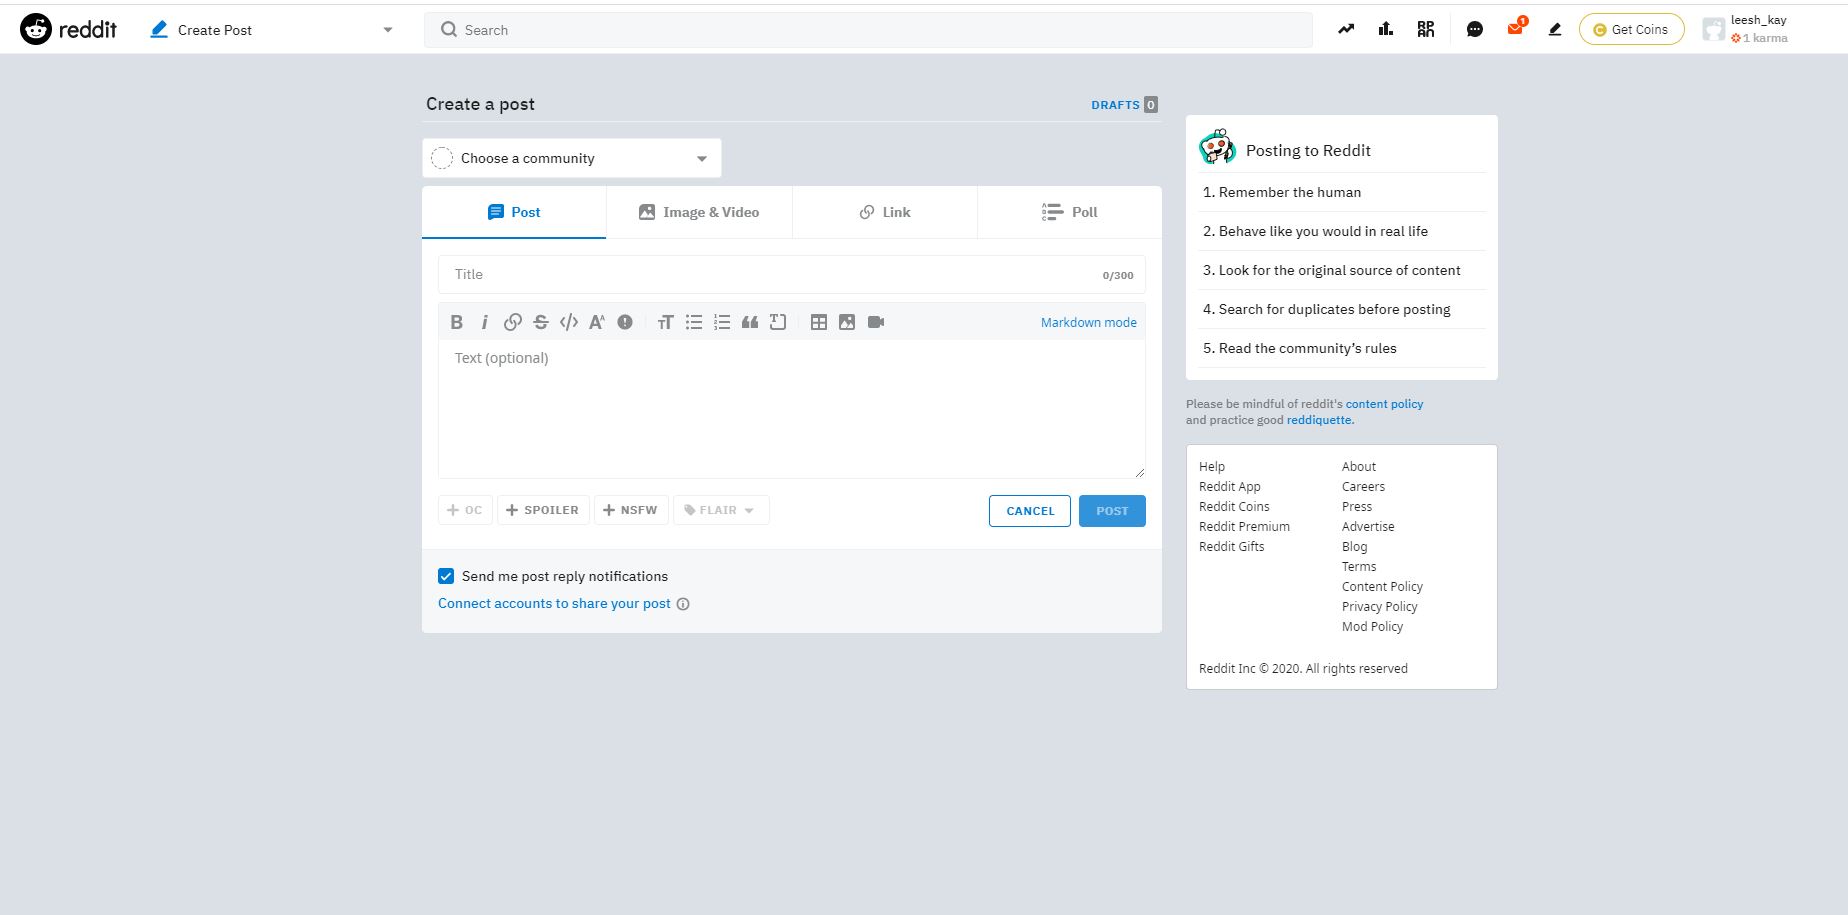 reddit
Create Post
Search
1
Get Coins
leesh_kay
1 karma
Create a post
DRAFTS 0
Choose a community
Post
Image & Video
Link
Poll
Title
0/300
Markdown mode
Text (optional)
+ OC
+ SPOILER
+ NSFW
FLAIR
CANCEL
POST
Send me post reply notifications
Connect accounts to share your post
Posting to Reddit
1. Remember the human
2. Behave like you would in real life
3. Look for the original source of content
4. Search for duplicates before posting
5. Read the community’s rules
Please be mindful of reddit's content policy
and practice good reddiquette.
Help
Reddit App
Reddit Coins
Reddit Premium
Reddit Gifts
About
Careers
Press
Advertise
Blog
Terms
Content Policy
Privacy Policy
Mod Policy
Reddit Inc © 2020. All rights reserved